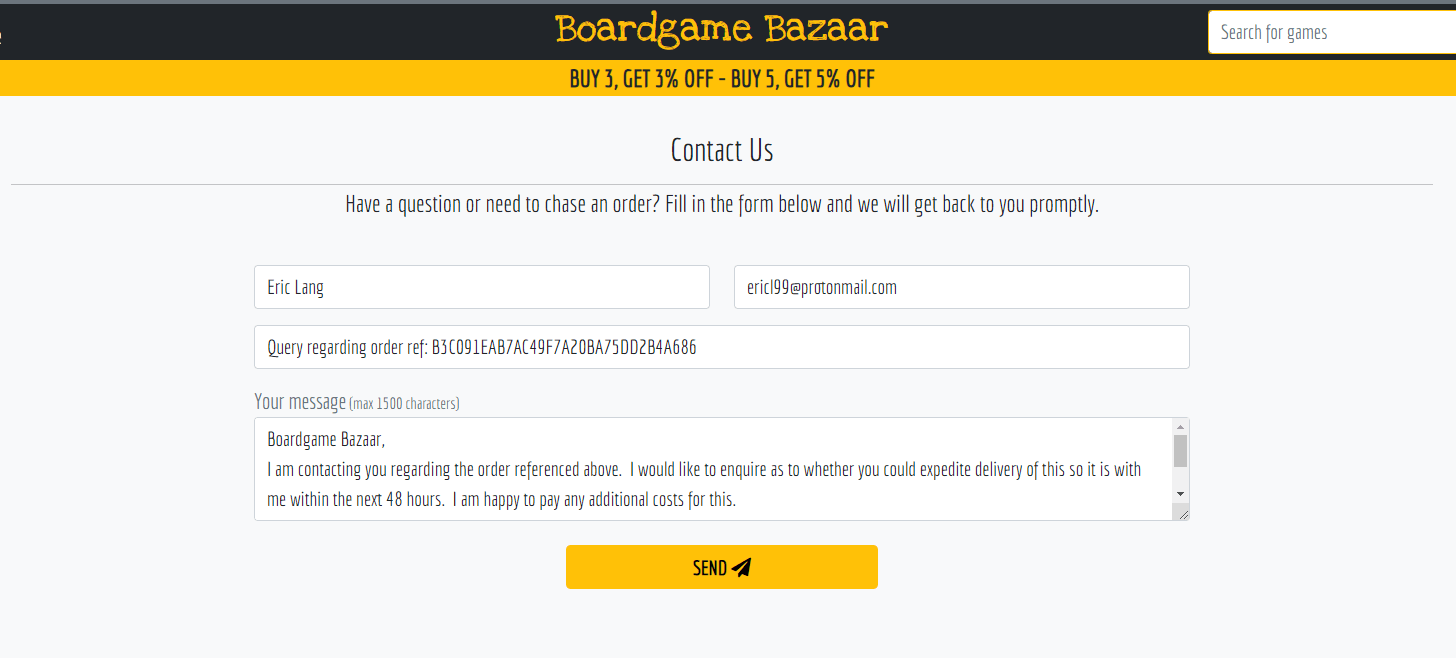 Boardgame Bazaar
Search for games
BUY 3, GET 3% OFF - BUY 5, GET 5% OFF
Contact Us
Have a question or need to chase an order? Fill in the form below and we will get back to you promptly.
Eric Lang
ericl99@protonmail.com
Query regarding order ref: B3C091EAB7AC49F7A20BA75DD2B4A686
Your message (max 1500 characters)
Boardgame Bazaar,
I am contacting you regarding the order referenced above.  I would like to enquire as to whether you could expedite delivery of this so it is with
me within the next 48 hours.  I am happy to pay any additional costs for this.
SEND